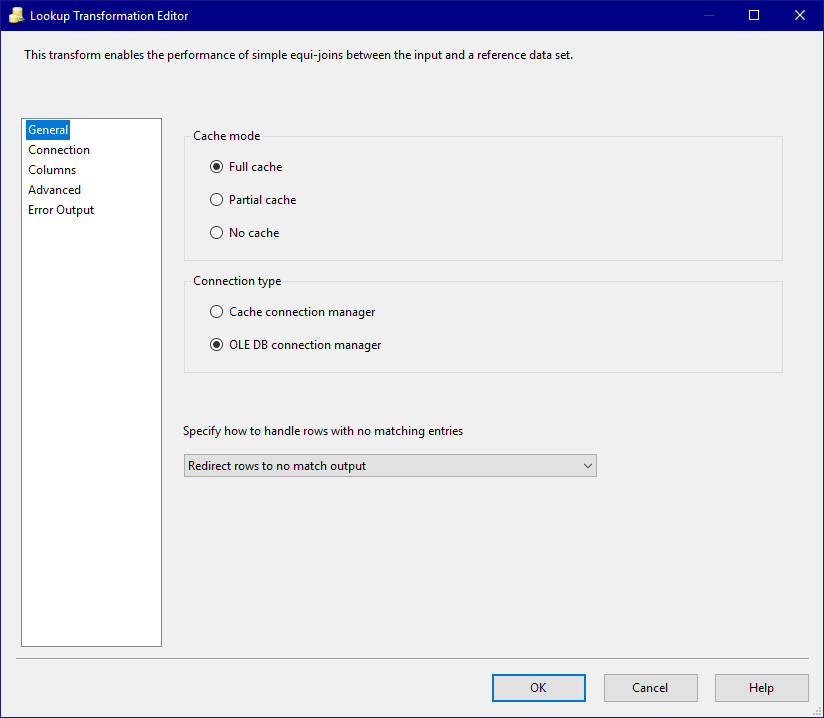 Lookup Transformation Editor
This transform enables the performance of simple equi-joins between the input and a reference data set.
General
Connection
Columns
Advanced
Error Output
Cache mode
Full cache
Partial cache
No cache
Connection type
Cache connection manager
OLE DB connection manager
Specify how to handle rows with no matching entries
Redirect rows to no match output
OK
Cancel
Help